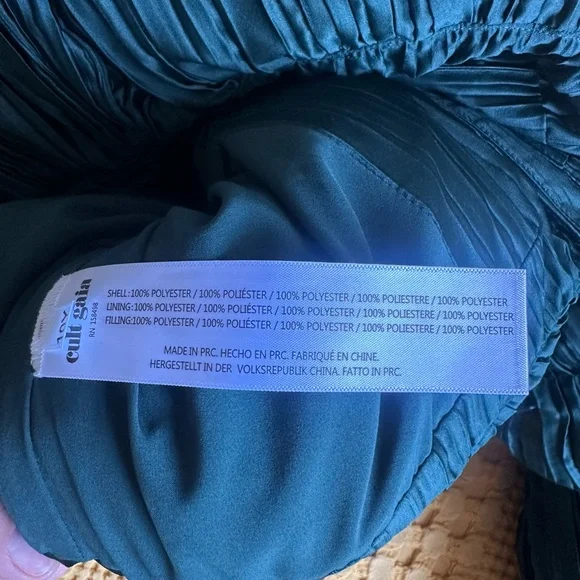 SHELL:100% POLYESTER / 100% POLIÉSTER / 100% POLYESTER / 100% POLIESTERE / 100% POLYESTER
LINING:100% POLYESTER / 100% POLIÉSTER / 100% POLYESTER / 100% POLIESTERE / 100% POLYESTER
FILLING:100% POLYESTER / 100% POLIÉSTER / 100% POLYESTER / 100% POLIESTERE / 100% POLYESTER
MADE IN PRC. HECHO EN PRC. FABRIQUÉ EN CHINE.
HERGESTELLT IN DER VOLKSREPUBLIK CHINA. FATTO IN PRC.
cult gaia
RN 158498